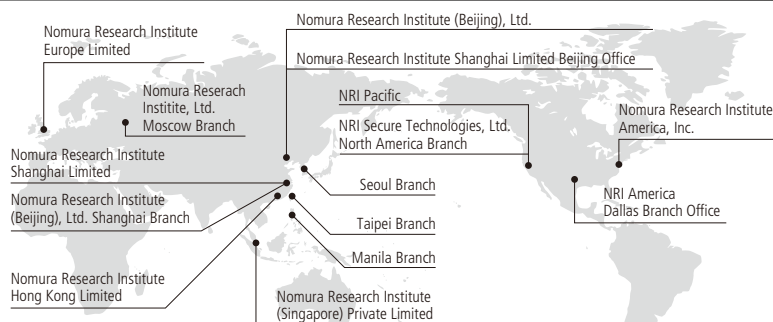 Nomura Research Institute
Europe Limited
Nomura Reserach
Institite, Ltd.
Moscow Branch
Nomura Research Institute
Shanghai Limited
Nomura Research Institute
(Beijing), Ltd. Shanghai Branch
Nomura Research Institute
Hong Kong Limited
Nomura Research Institute (Beijing), Ltd.
Nomura Research Institute Shanghai Limited Beijing Office
NRI Pacific
NRI Secure Technologies, Ltd.
North America Branch
Seoul Branch
Taipei Branch
Manila Branch
Nomura Research Institute
(Singapore) Private Limited
Nomura Research Institute
America, Inc.
NRI America
Dallas Branch Office